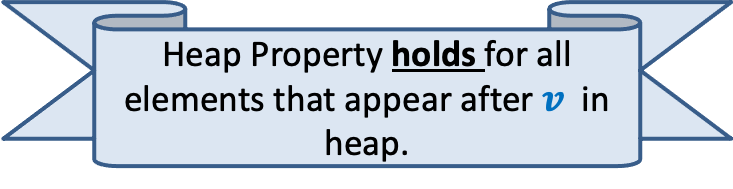 Heap Property holds for all
elements that appear after v in
heap.